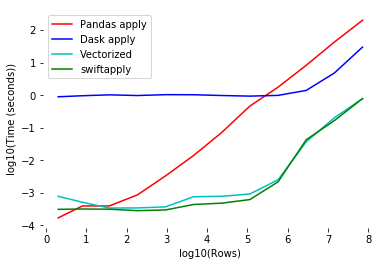 Pandas apply
Dask apply
Vectorized
swiftapply
log10(Time (seconds))
2
1
0
−1
−2
−3
−4
0 1 2 3 4 5 6 7 8
log10(Rows)